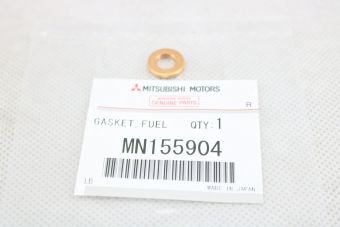 MITSUBISHI MOTORS
GENUINE PARTS
R
GASKET, FUEL QTY:1
MN155904
LB
MADE IN JAPAN